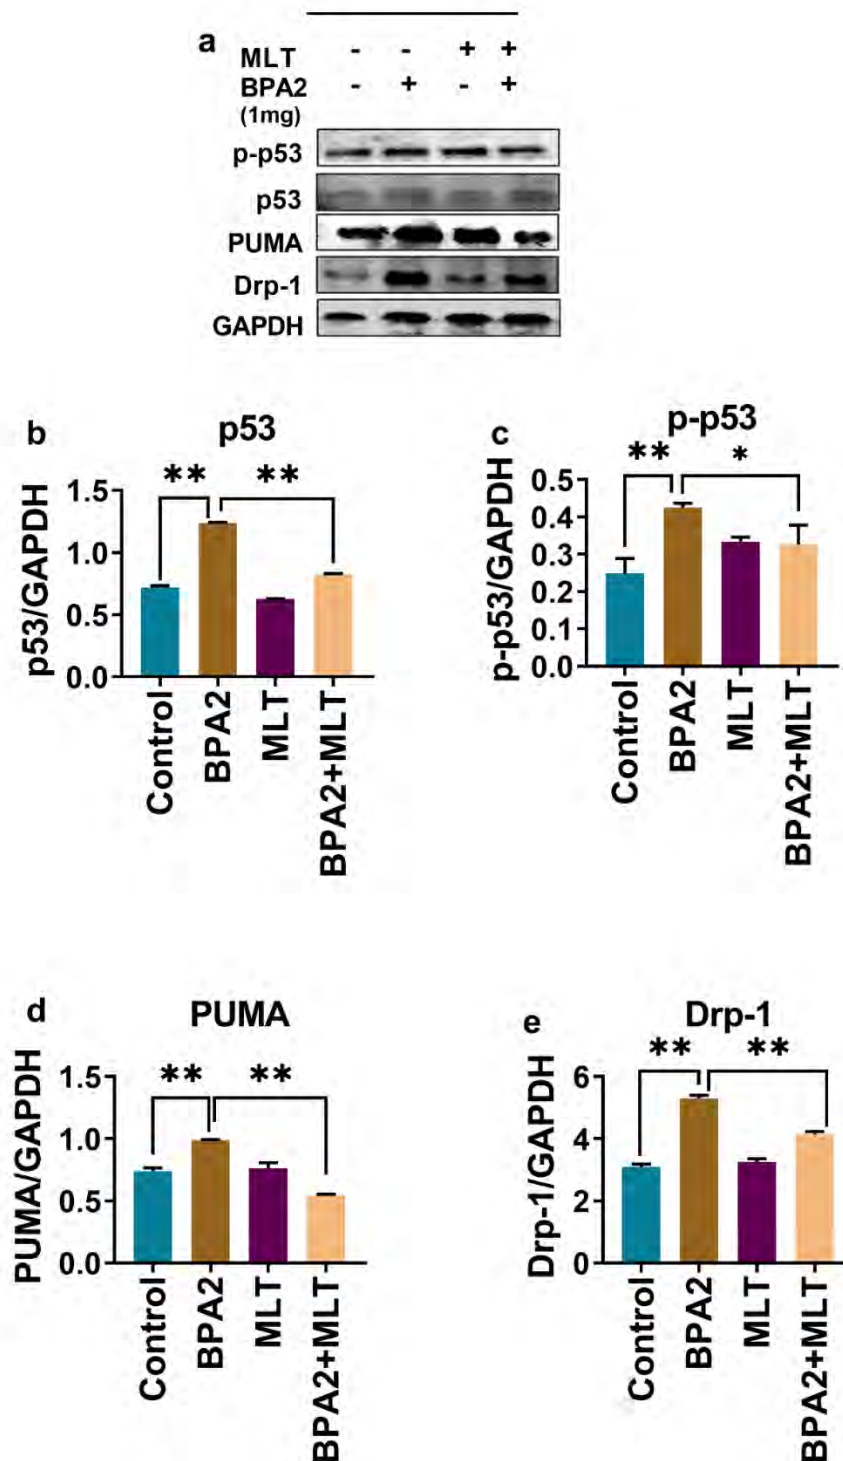 a
MLT - - + +
BPA2 - + - +
(1mg)
p-p53
p53
PUMA
Drp-1
GAPDH
b
p53
** **
p53/GAPDH
1.5
1.0
0.5
0.0
Control
BPA2
MLT
BPA2+MLT
c
p-p53
** *
p-p53/GAPDH
0.5
0.4
0.3
0.2
0.1
0.0
Control
BPA2
MLT
BPA2+MLT
d
PUMA
** **
PUMA/GAPDH
1.5
1.0
0.5
0.0
Control
BPA2
MLT
BPA2+MLT
e
Drp-1
** **
Drp-1/GAPDH
6
4
2
0
Control
BPA2
MLT
BPA2+MLT